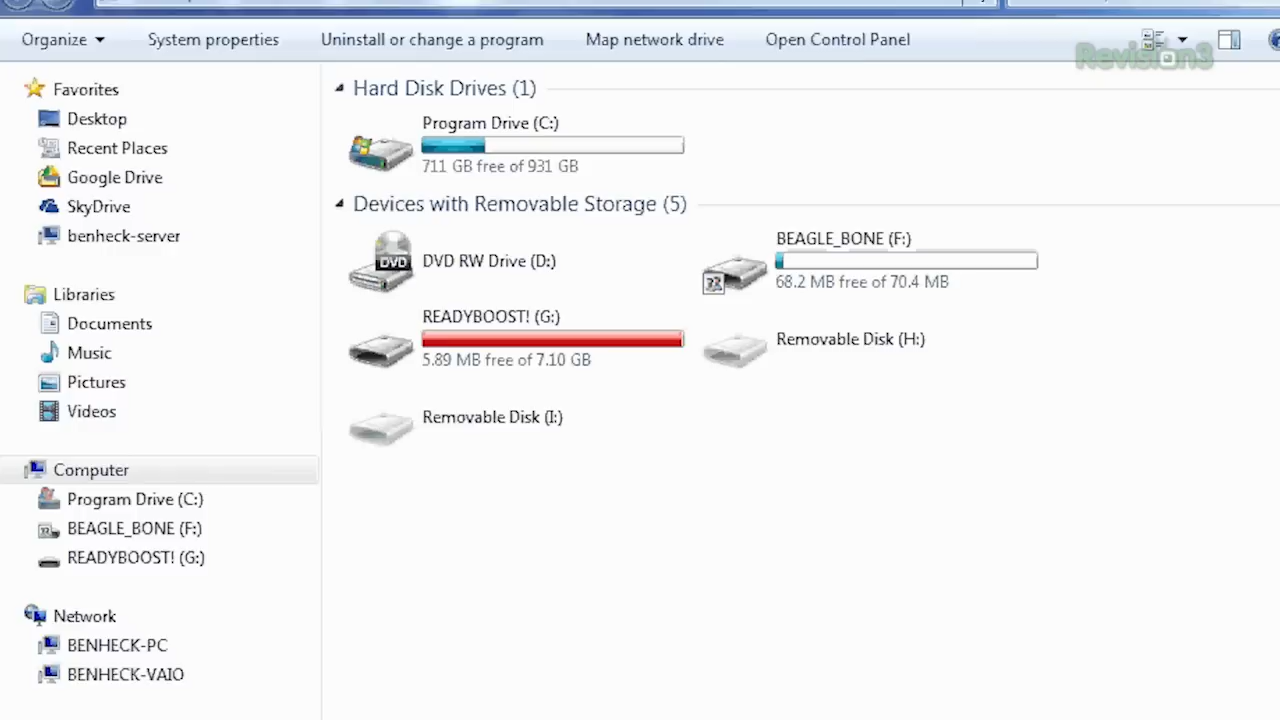 Organize System properties Uninstall or change a program Map network drive Open Control Panel
Revision3
Favorites
Desktop
Recent Places
Google Drive
SkyDrive
benheck-server
Libraries
Documents
Music
Pictures
Videos
Computer
Program Drive (C:)
BEAGLE_BONE (F:)
READYBOOST! (G:)
Network
BENHECK-PC
BENHECK-VAIO
Hard Disk Drives (1)
Program Drive (C:)
711 GB free of 931 GB
Devices with Removable Storage (5)
DVD
DVD RW Drive (D:)
BEAGLE_BONE (F:)
68.2 MB free of 70.4 MB
READYBOOST! (G:)
5.89 MB free of 7.10 GB
Removable Disk (H:)
Removable Disk (I:)